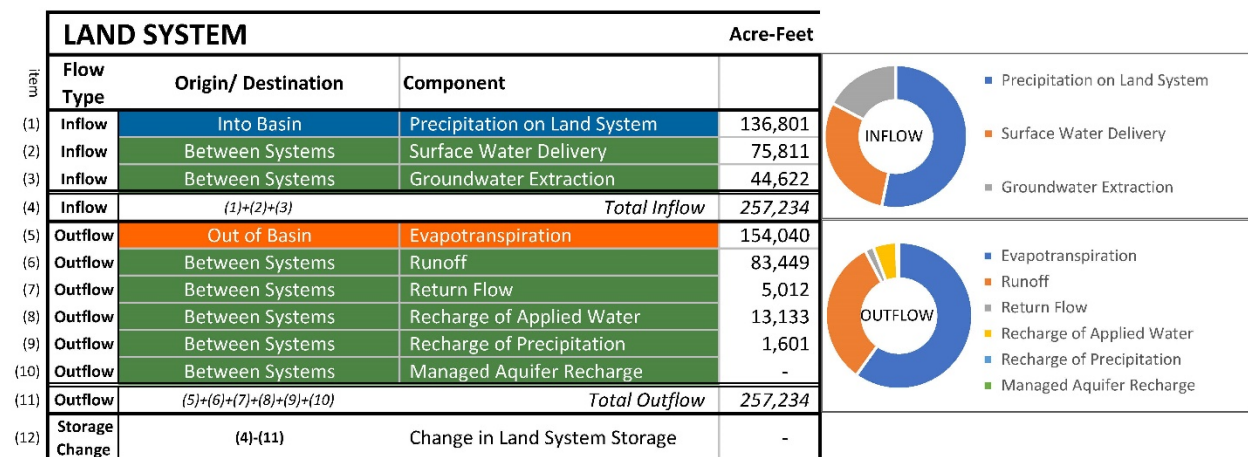 LAND SYSTEM Acre-Feet
item Flow Type Origin/ Destination Component
(1) Inflow Into Basin Precipitation on Land System 136,801
(2) Inflow Between Systems Surface Water Delivery 75,811
(3) Inflow Between Systems Groundwater Extraction 44,622
(4) Inflow (1)+(2)+(3) Total Inflow 257,234
(5) Outflow Out of Basin Evapotranspiration 154,040
(6) Outflow Between Systems Runoff 83,449
(7) Outflow Between Systems Return Flow 5,012
(8) Outflow Between Systems Recharge of Applied Water 13,133
(9) Outflow Between Systems Recharge of Precipitation 1,601
(10) Outflow Between Systems Managed Aquifer Recharge -
(11) Outflow (5)+(6)+(7)+(8)+(9)+(10) Total Outflow 257,234
(12) Storage Change (4)-(11) Change in Land System Storage -
INFLOW
Precipitation on Land System
Surface Water Delivery
Groundwater Extraction
OUTFLOW
Evapotranspiration
Runoff
Return Flow
Recharge of Applied Water
Recharge of Precipitation
Managed Aquifer Recharge